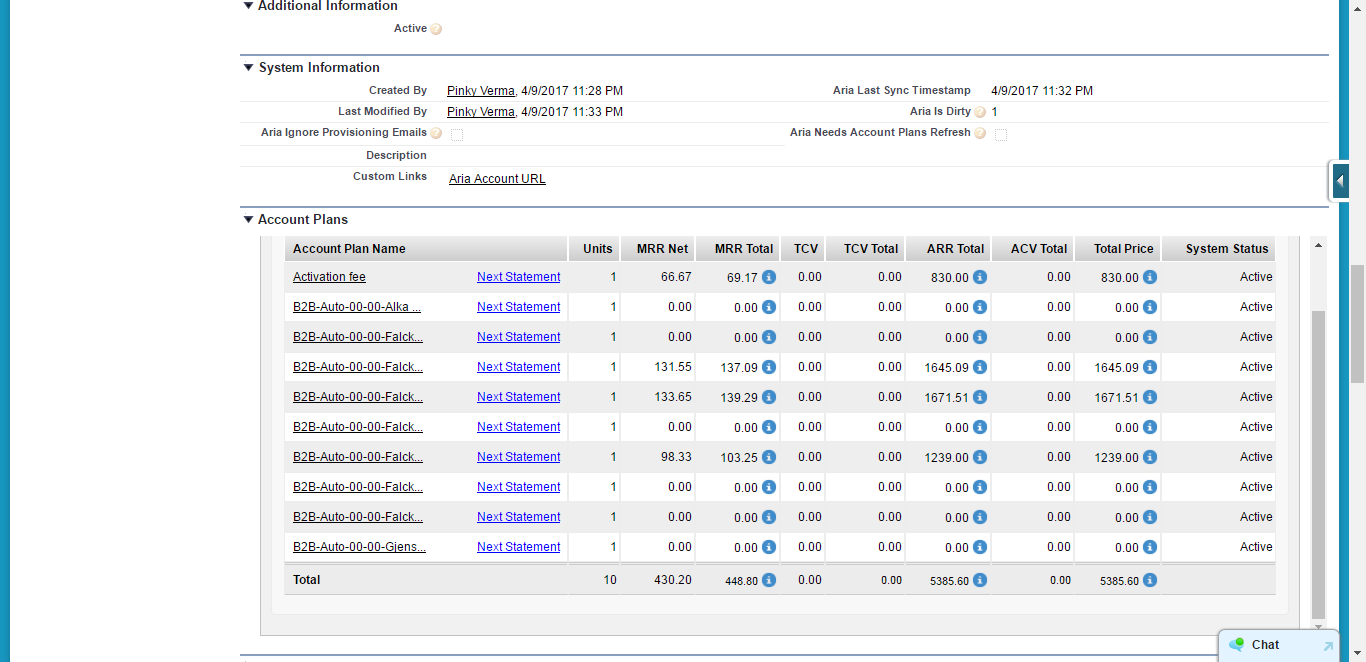 Additional Information
Active
System Information
Created By Pinky Verma, 4/9/2017 11:28 PM Aria Last Sync Timestamp 4/9/2017 11:32 PM
Last Modified By Pinky Verma, 4/9/2017 11:33 PM Aria Is Dirty 1
Aria Ignore Provisioning Emails Aria Needs Account Plans Refresh
Description
Custom Links Aria Account URL
Account Plans
Account Plan Name Units MRR Net MRR Total TCV TCV Total ARR Total ACV Total Total Price System Status
Activation fee Next Statement 1 66.67 69.17 0.00 0.00 830.00 0.00 830.00 Active
B2B-Auto-00-00-Alka ... Next Statement 1 0.00 0.00 0.00 0.00 0.00 0.00 0.00 Active
B2B-Auto-00-00-Falck... Next Statement 1 0.00 0.00 0.00 0.00 0.00 0.00 0.00 Active
B2B-Auto-00-00-Falck... Next Statement 1 131.55 137.09 0.00 0.00 1645.09 0.00 1645.09 Active
B2B-Auto-00-00-Falck... Next Statement 1 133.65 139.29 0.00 0.00 1671.51 0.00 1671.51 Active
B2B-Auto-00-00-Falck... Next Statement 1 0.00 0.00 0.00 0.00 0.00 0.00 0.00 Active
B2B-Auto-00-00-Falck... Next Statement 1 98.33 103.25 0.00 0.00 1239.00 0.00 1239.00 Active
B2B-Auto-00-00-Falck... Next Statement 1 0.00 0.00 0.00 0.00 0.00 0.00 0.00 Active
B2B-Auto-00-00-Falck... Next Statement 1 0.00 0.00 0.00 0.00 0.00 0.00 0.00 Active
B2B-Auto-00-00-Gjens... Next Statement 1 0.00 0.00 0.00 0.00 0.00 0.00 0.00 Active
Total 10 430.20 448.80 0.00 0.00 5385.60 0.00 5385.60
Chat